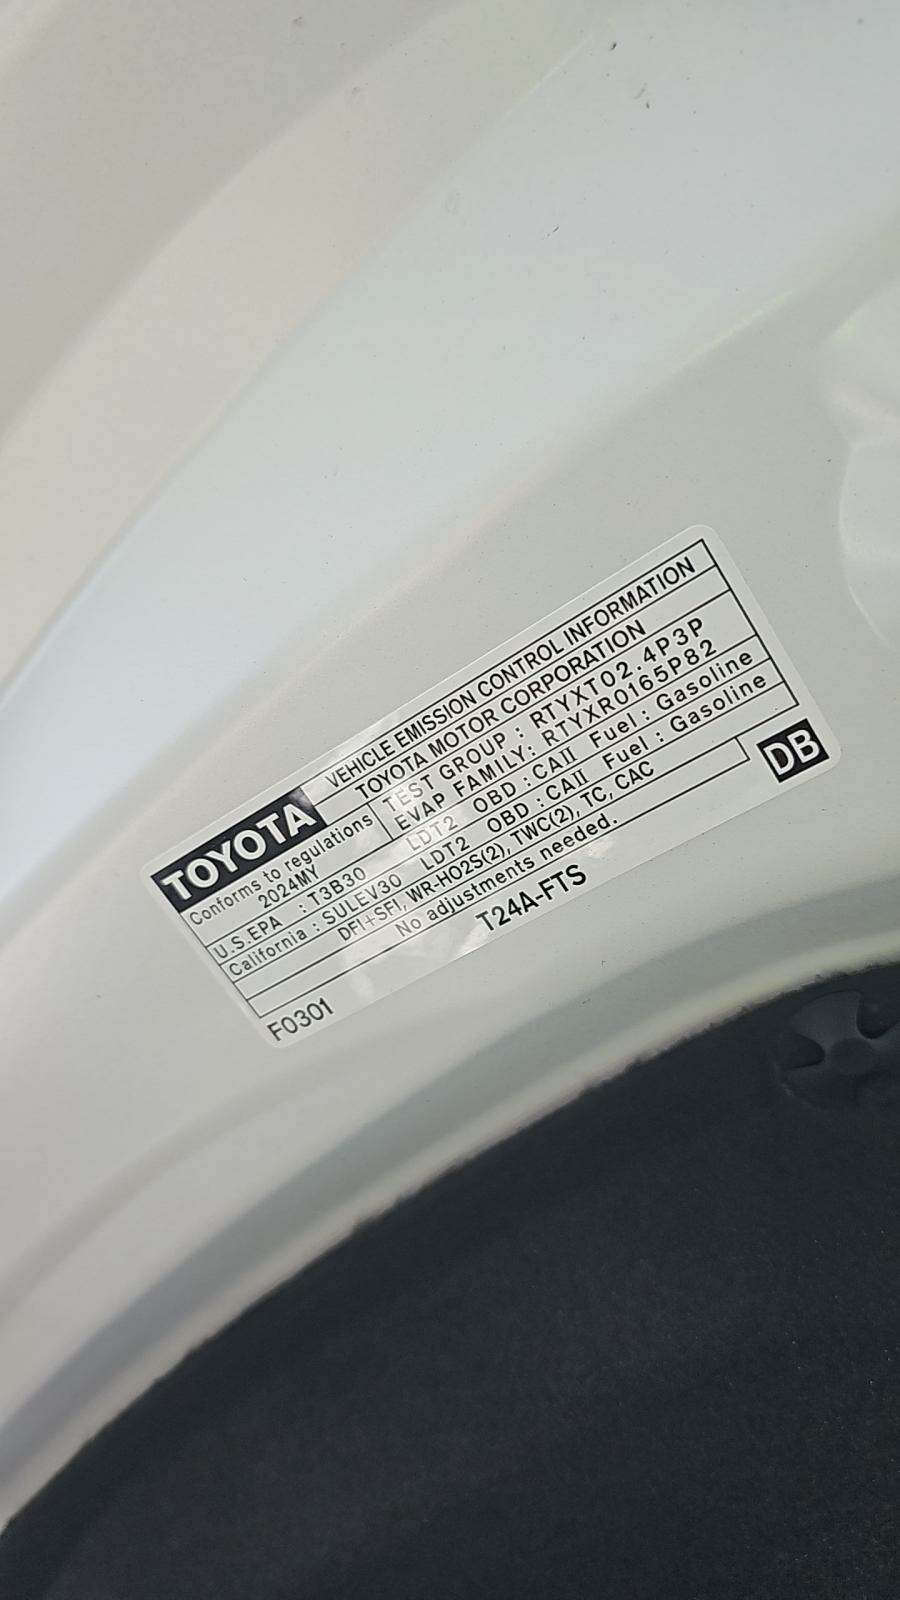 TOYOTA
VEHICLE EMISSION CONTROL INFORMATION
TOYOTA MOTOR CORPORATION
Conforms to regulations
2024MY
TEST GROUP : RTYXT02.4P3P
EVAP FAMILY: RTYXR0165P82
U.S.EPA : T3B30 LDT2 OBD : CAII Fuel : Gasoline
California : SULEV30 LDT2 OBD : CAII Fuel : Gasoline
DFI+SFI, WR-HO2S(2), TWC(2), TC, CAC
No adjustments needed.
DB
T24A-FTS
F0301